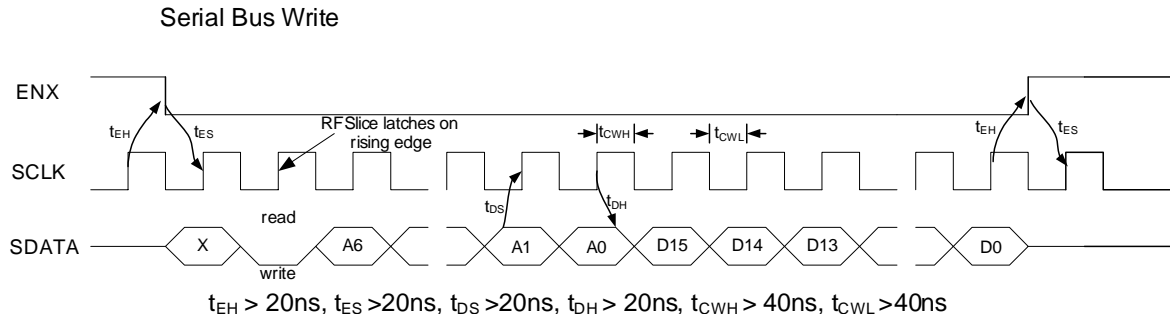 Serial Bus Write
ENX
tEH
tES
RFSlice latches on
rising edge
tCWH
tCWL
tEH
tES
SCLK
read
tDS
tDH
SDATA
X
A6
A1
A0
D15
D14
D13
D0
write
tEH > 20ns, tES >20ns, tDS >20ns, tDH > 20ns, tCWH > 40ns, tCWL >40ns